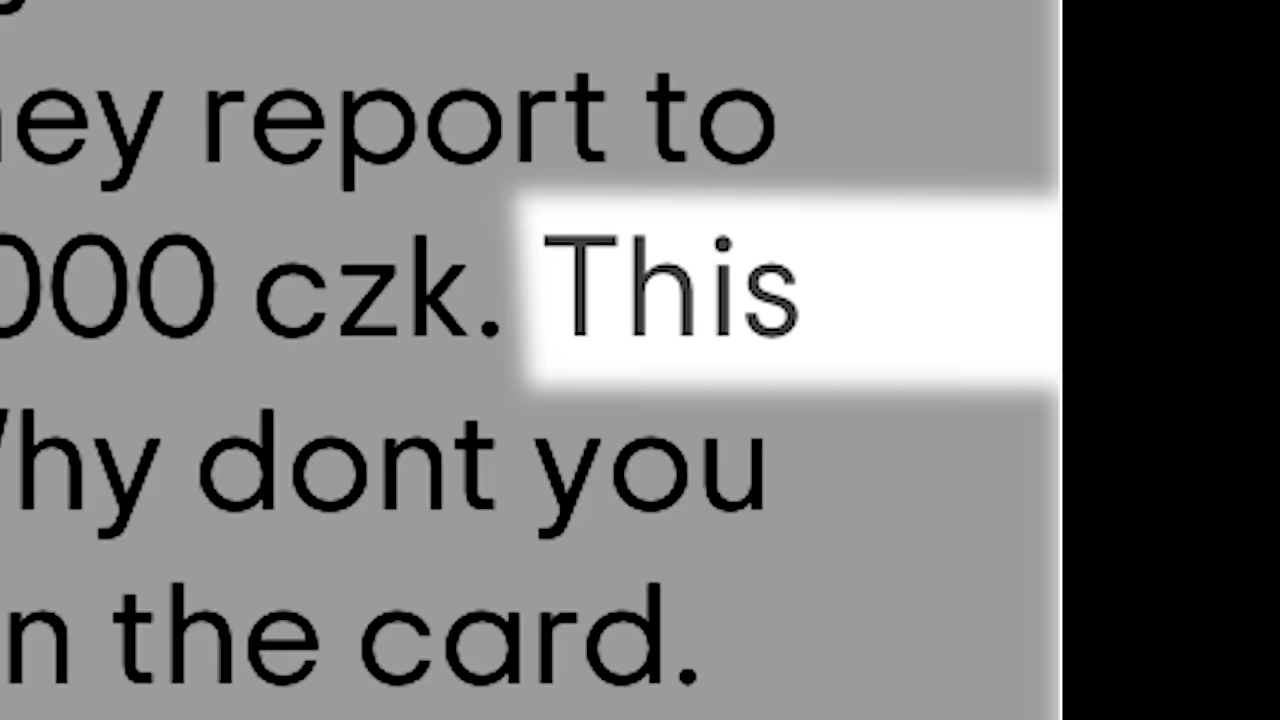 ey report to
000 czk. This
hy dont you
n the card.